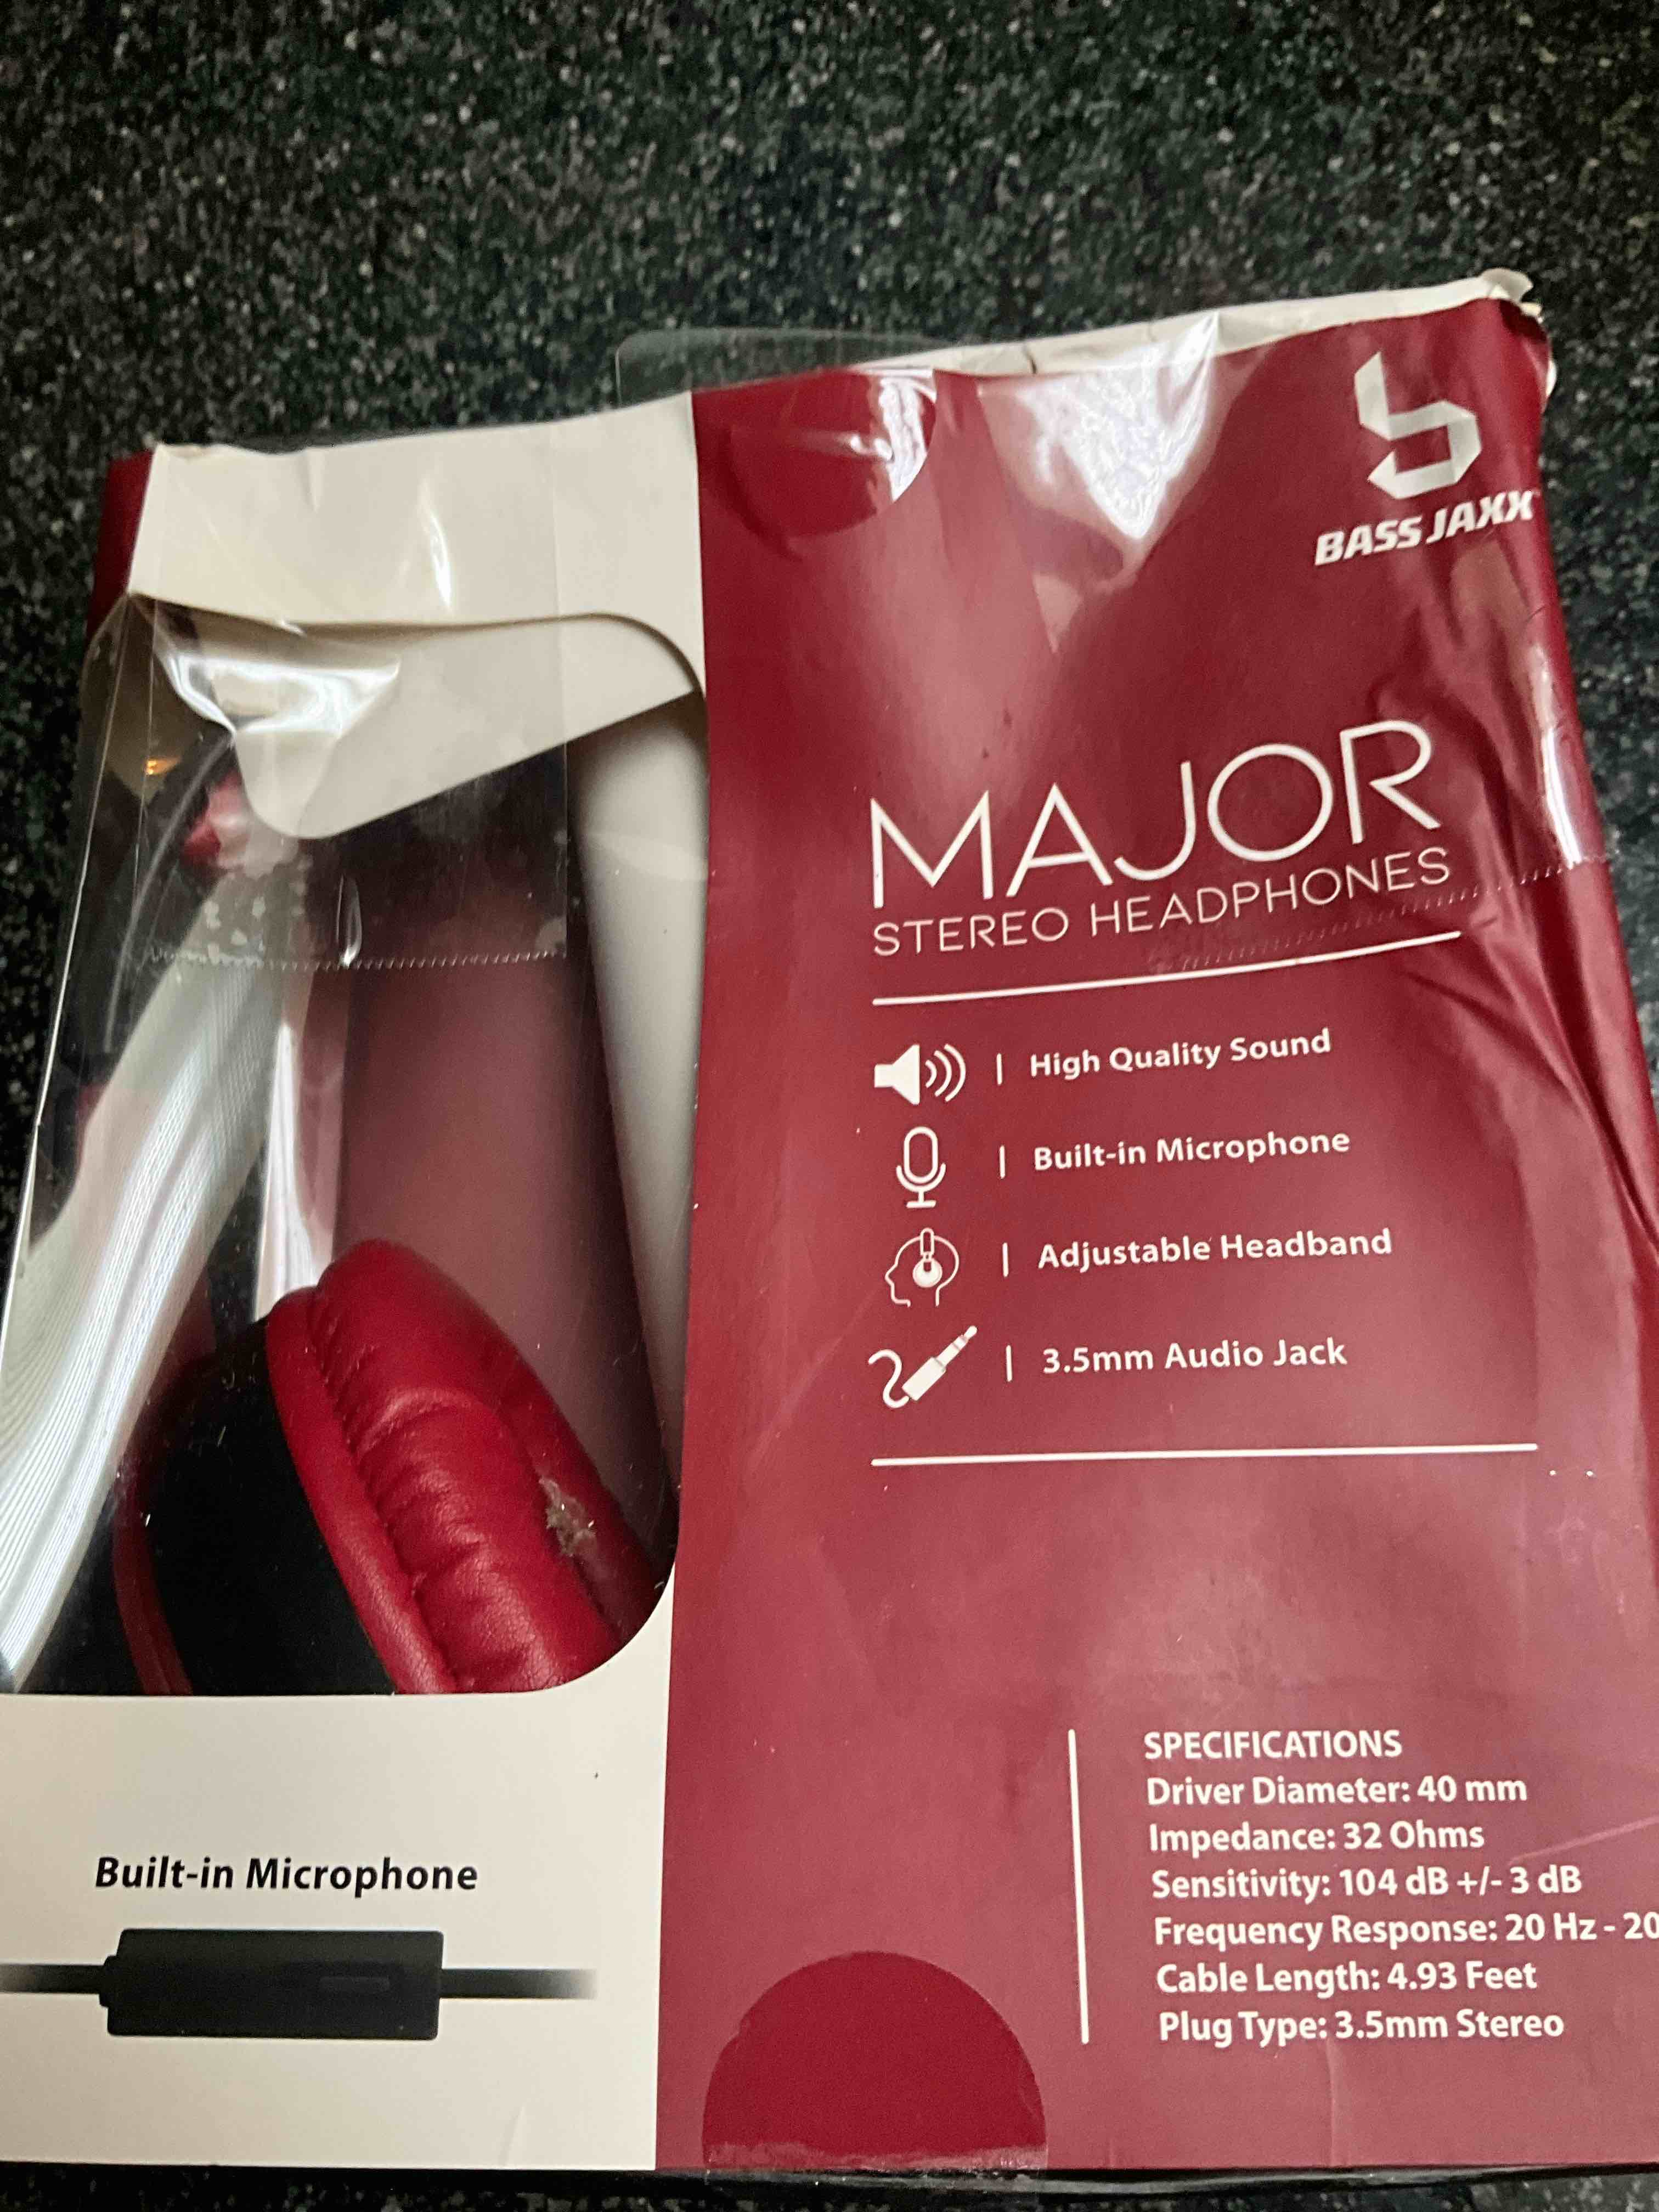 BASS JAXX™
MAJOR
STEREO HEADPHONES
| High Quality Sound
| Built-in Microphone
| Adjustable Headband
| 3.5mm Audio Jack
SPECIFICATIONS
Driver Diameter: 40 mm
Impedance: 32 Ohms
Sensitivity: 104 dB +/- 3 dB
Frequency Response: 20 Hz - 20
Cable Length: 4.93 Feet
Plug Type: 3.5mm Stereo
Built-in Microphone